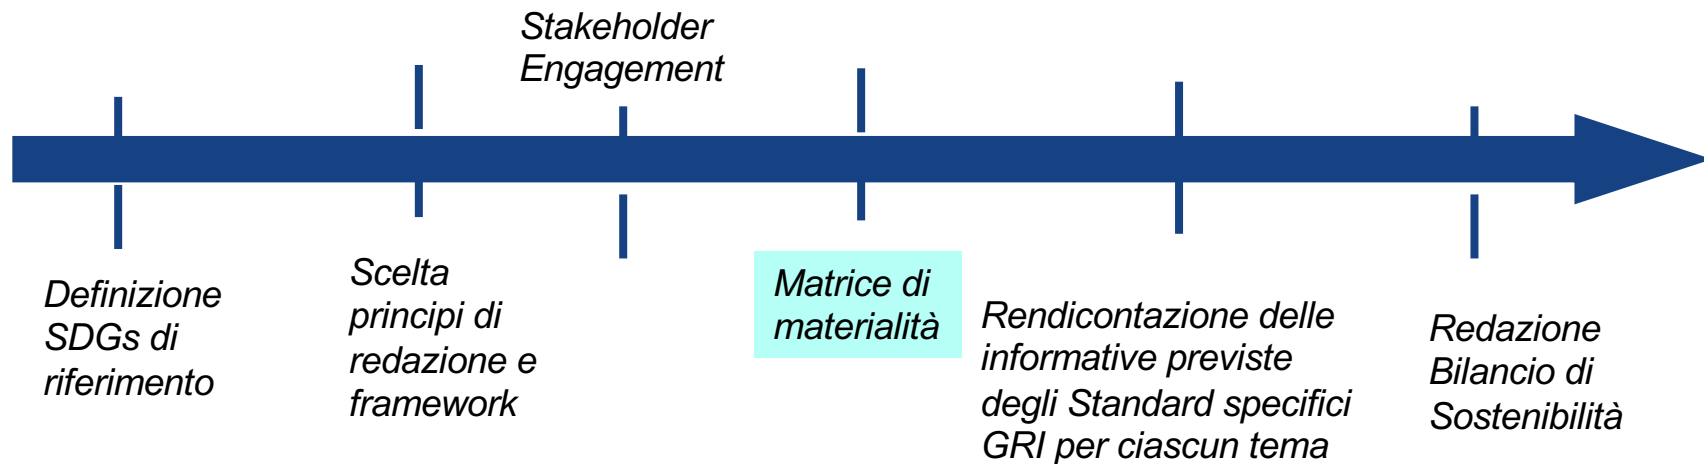 Stakeholder
Engagement
Definizione
SDGs di
riferimento
Scelta
principi di
redazione e
framework
Matrice di
materialità
Rendicontazione delle
informative previste
degli Standard specifici
GRI per ciascun tema
Redazione
Bilancio di
Sostenibilità